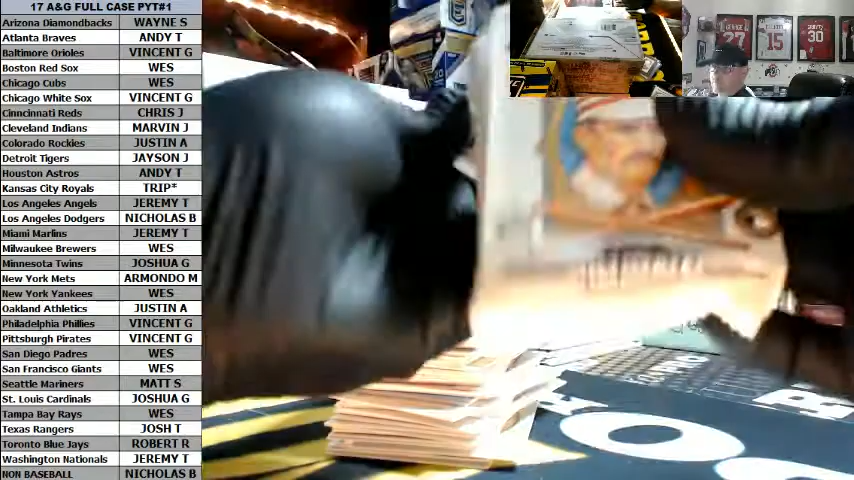 17 A&G FULL CASE PYT#1
Arizona Diamondbacks WAYNE S
Atlanta Braves ANDY T
Baltimore Orioles VINCENT G
Boston Red Sox WES
Chicago Cubs WES
Chicago White Sox VINCENT G
Cinncinnati Reds CHRIS J
Cleveland Indians MARVIN J
Colorado Rockies JUSTIN A
Detroit Tigers JAYSON J
Houston Astros ANDY T
Kansas City Royals TRIP*
Los Angeles Angels JEREMY T
Los Angeles Dodgers NICHOLAS B
Miami Marlins JEREMY T
Milwaukee Brewers WES
Minnesota Twins JOSHUA G
New York Mets ARMONDO M
New York Yankees WES
Oakland Athletics JUSTIN A
Philadelphia Phillies VINCENT G
Pittsburgh Pirates VINCENT G
San Diego Padres WES
San Francisco Giants WES
Seattle Mariners MATT S
St. Louis Cardinals JOSHUA G
Tampa Bay Rays WES
Texas Rangers JOSH T
Toronto Blue Jays ROBERT R
Washington Nationals JEREMY T
NON BASEBALL NICHOLAS B
27 15 30